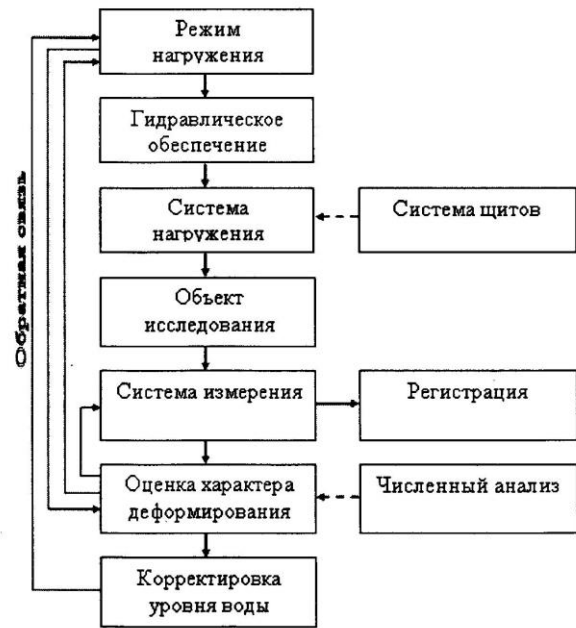 Режим
нагружения
Гидравлическое
обеспечение
Система
нагружения
Система щитов
Объект
исследования
Система измерения
Регистрация
Оценка характера
деформирования
Численный анализ
Корректировка
уровня воды
Обратная связь